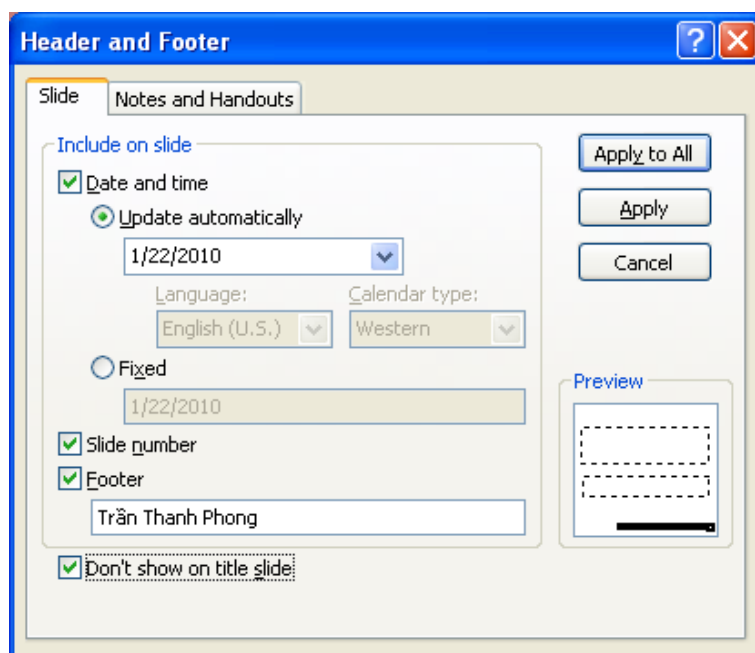 Header and Footer
Slide
Notes and Handouts
Include on slide
Date and time
Update automatically
1/22/2010
Language:
Calendar type:
English (U.S.)
Western
Fixed
1/22/2010
Slide number
Footer
Trần Thanh Phong
Don't show on title slide
Apply to All
Apply
Cancel
Preview